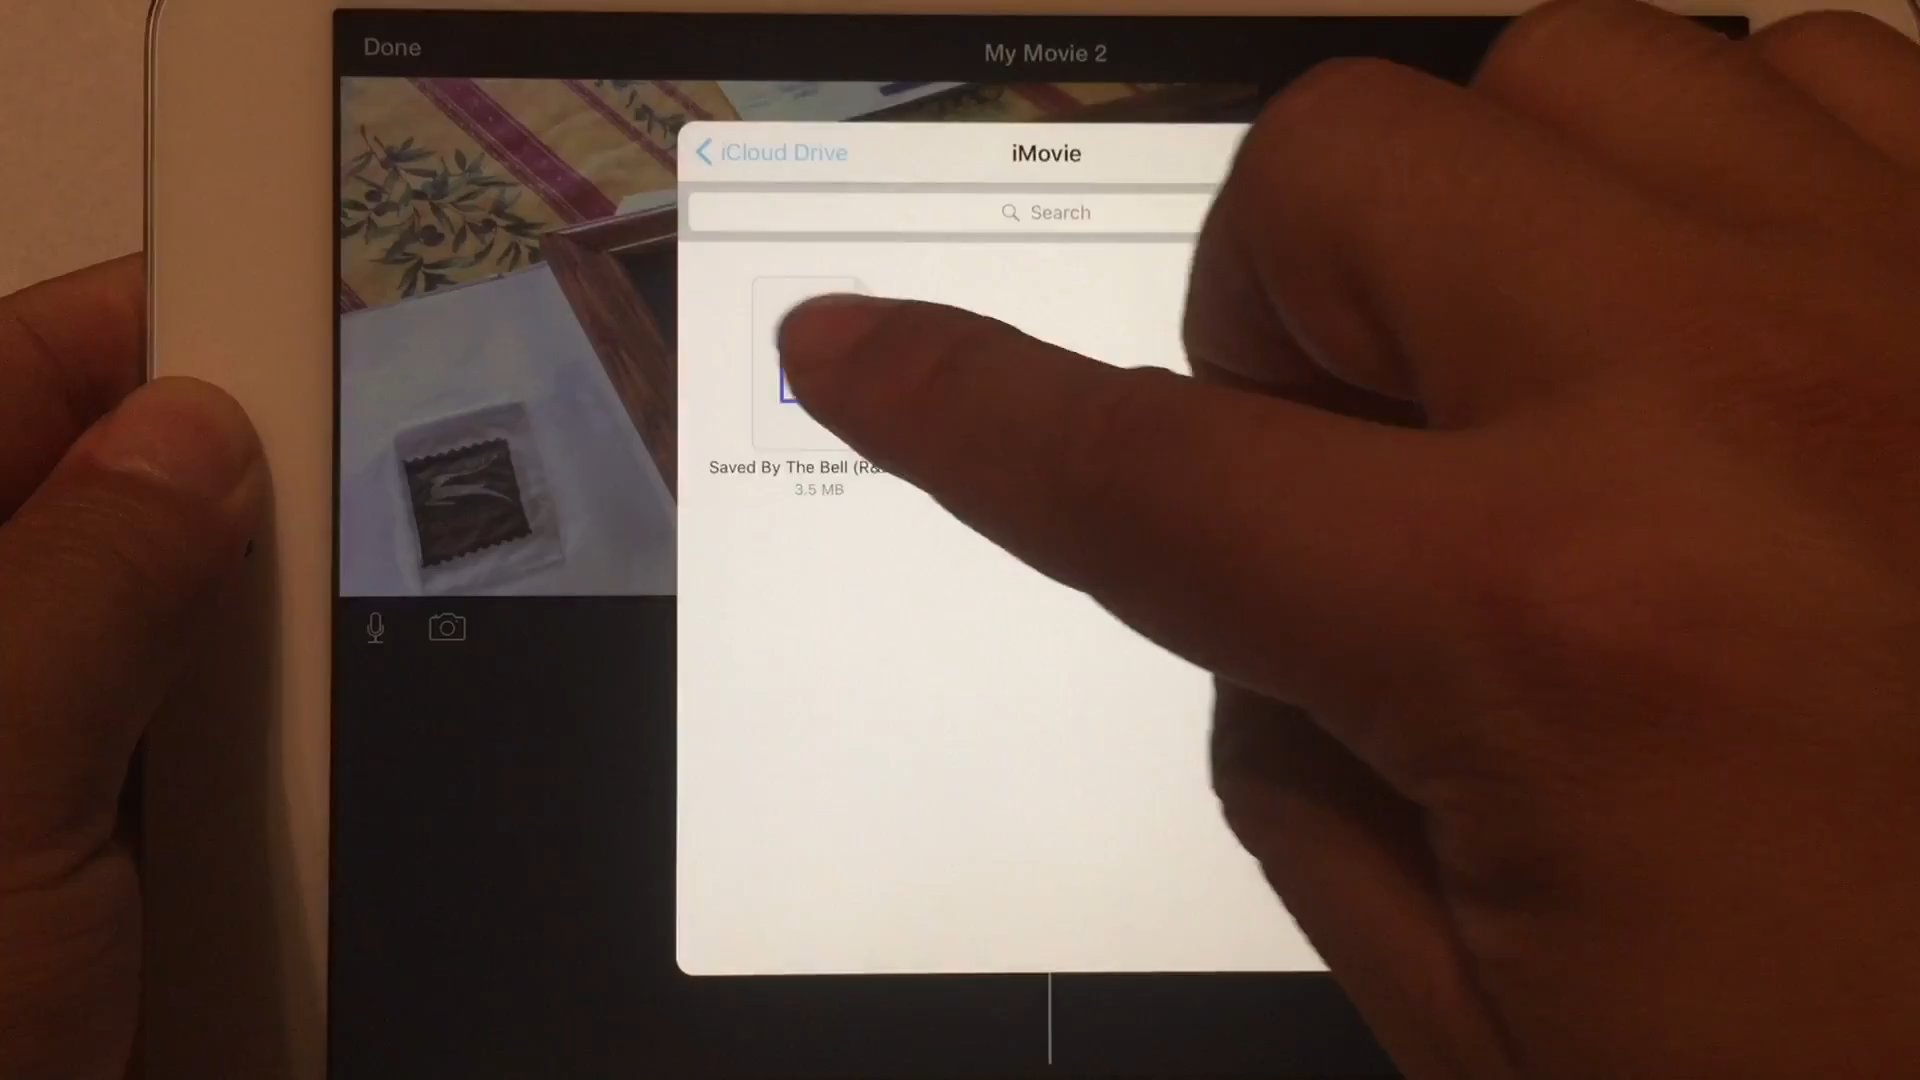 Done
My Movie 2
iCloud Drive
iMovie
Search
Saved By The Bell (R&
3.5 MB